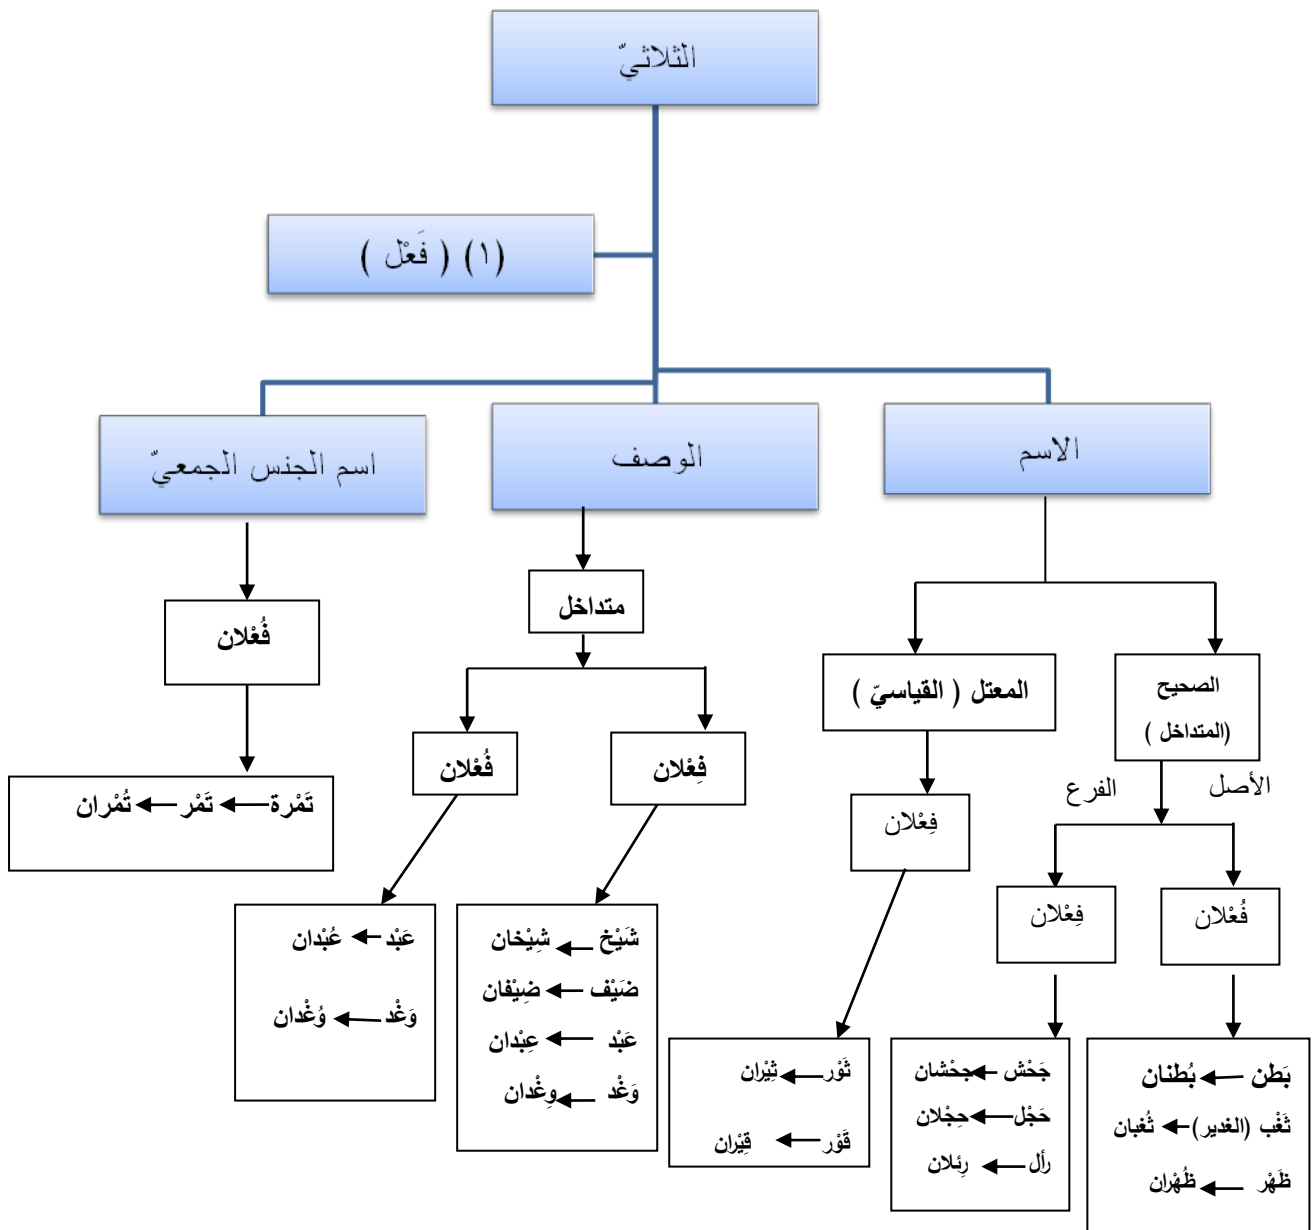 الثلاثيّ
(١) ( فَعْل )
الاسم
الوصف
اسم الجنس الجمعيّ
متداخل
فُعْلان
الصحيح
(المتداخل )
المعتل ( القياسيّ )
فِعْلان
فُعْلان
الأصل
الفرع
تَمْرة ← تَمْر ← تُمْران
فِعْلان
فُعْلان
فِعْلان
عَبْد ← عُبْدان
وَغْد ← وُغْدان
شَيْخ ← شِيْخان
ضَيْف ← ضِيْفان
عَبْد ← عِبْدان
وَغْد ← وِغْدان
ثَوْر ← ثِيْران
قَوْر ← قِيْران
جَحْش ← جحْشان
حَجْل ← حِجْلان
رأل ← رِئلان
بَطن ← بُطنان
ثَغْب (الغدير) ← ثُغبان
ظَهْر ← ظُهْران